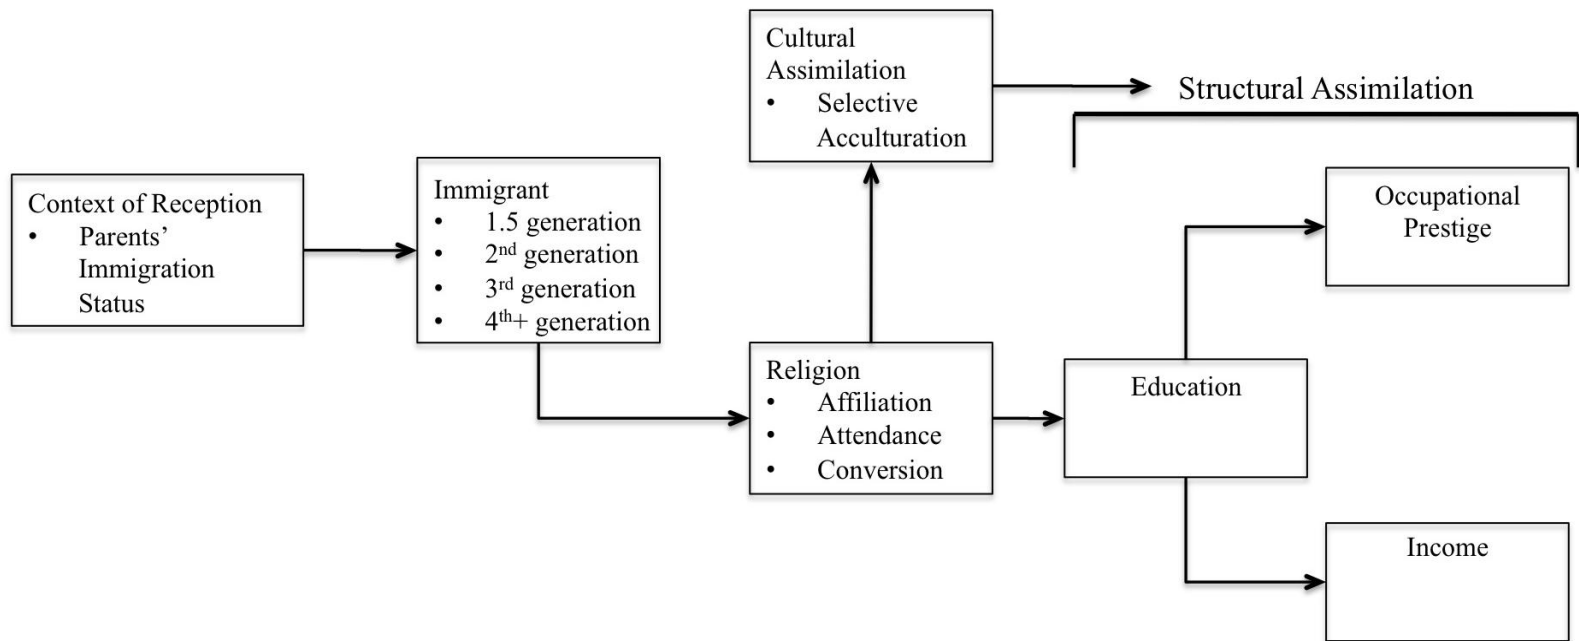 Context of Reception
• Parents’
Immigration
Status
Immigrant
• 1.5 generation
• 2nd generation
• 3rd generation
• 4th+ generation
Cultural
Assimilation
• Selective
Acculturation
Religion
• Affiliation
• Attendance
• Conversion
Structural Assimilation
Education
Occupational
Prestige
Income